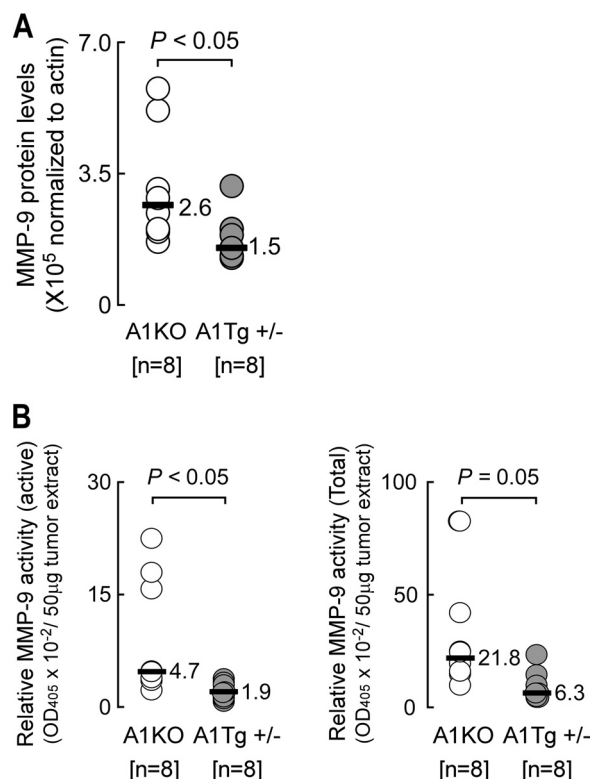 A
MMP-9 protein levels
(X10⁵ normalized to actin)
7.0
3.5
0
P < 0.05
2.6
1.5
A1KO A1Tg +/-
[n=8] [n=8]
B
Relative MMP-9 activity (active)
(OD₄₀₅ x 10⁻²/ 50μg tumor extract)
30
15
0
P < 0.05
4.7
1.9
A1KO A1Tg +/-
[n=8] [n=8]
Relative MMP-9 activity (Total)
(OD₄₀₅ x 10⁻²/ 50μg tumor extract)
100
50
0
P = 0.05
21.8
6.3
A1KO A1Tg +/-
[n=8] [n=8]